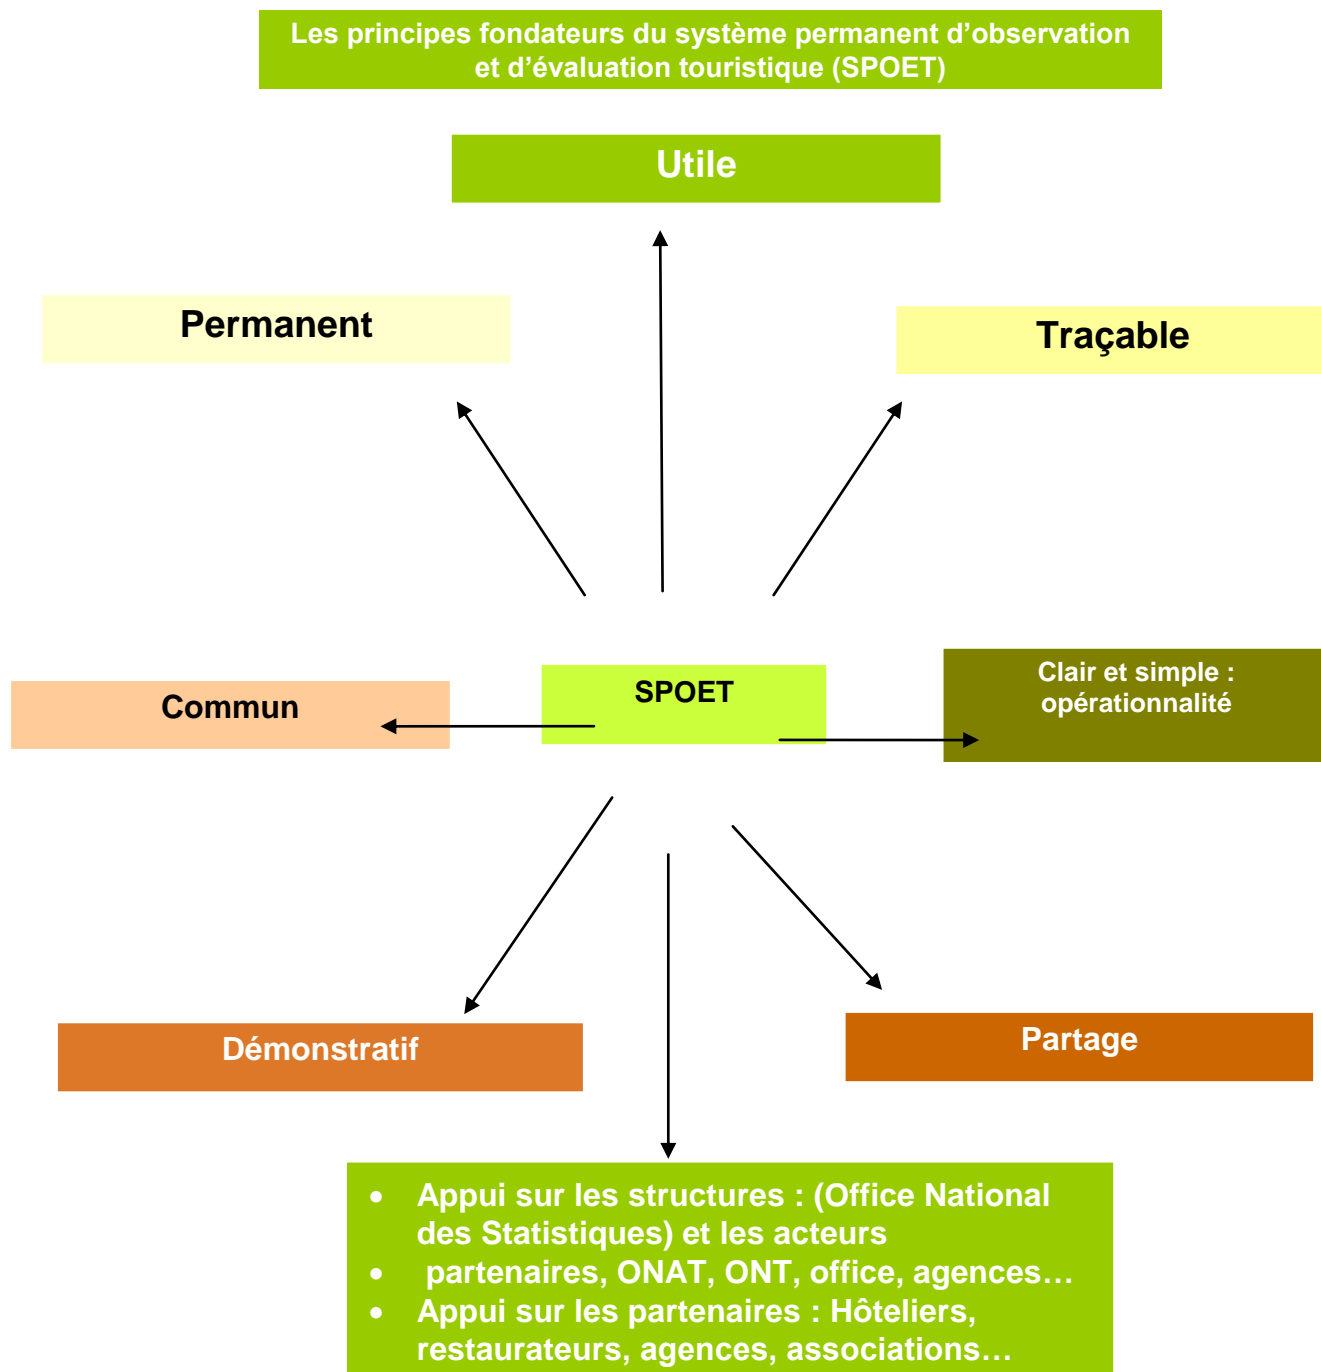 Les principes fondateurs du système permanent d’observation
et d’évaluation touristique (SPOET)
Utile
Permanent
Traçable
Commun
SPOET
Clair et simple :
opérationnalité
Démonstratif
Partage
• Appui sur les structures : (Office National
des Statistiques) et les acteurs
• partenaires, ONAT, ONT, office, agences…
• Appui sur les partenaires : Hôteliers,
restaurateurs, agences, associations…